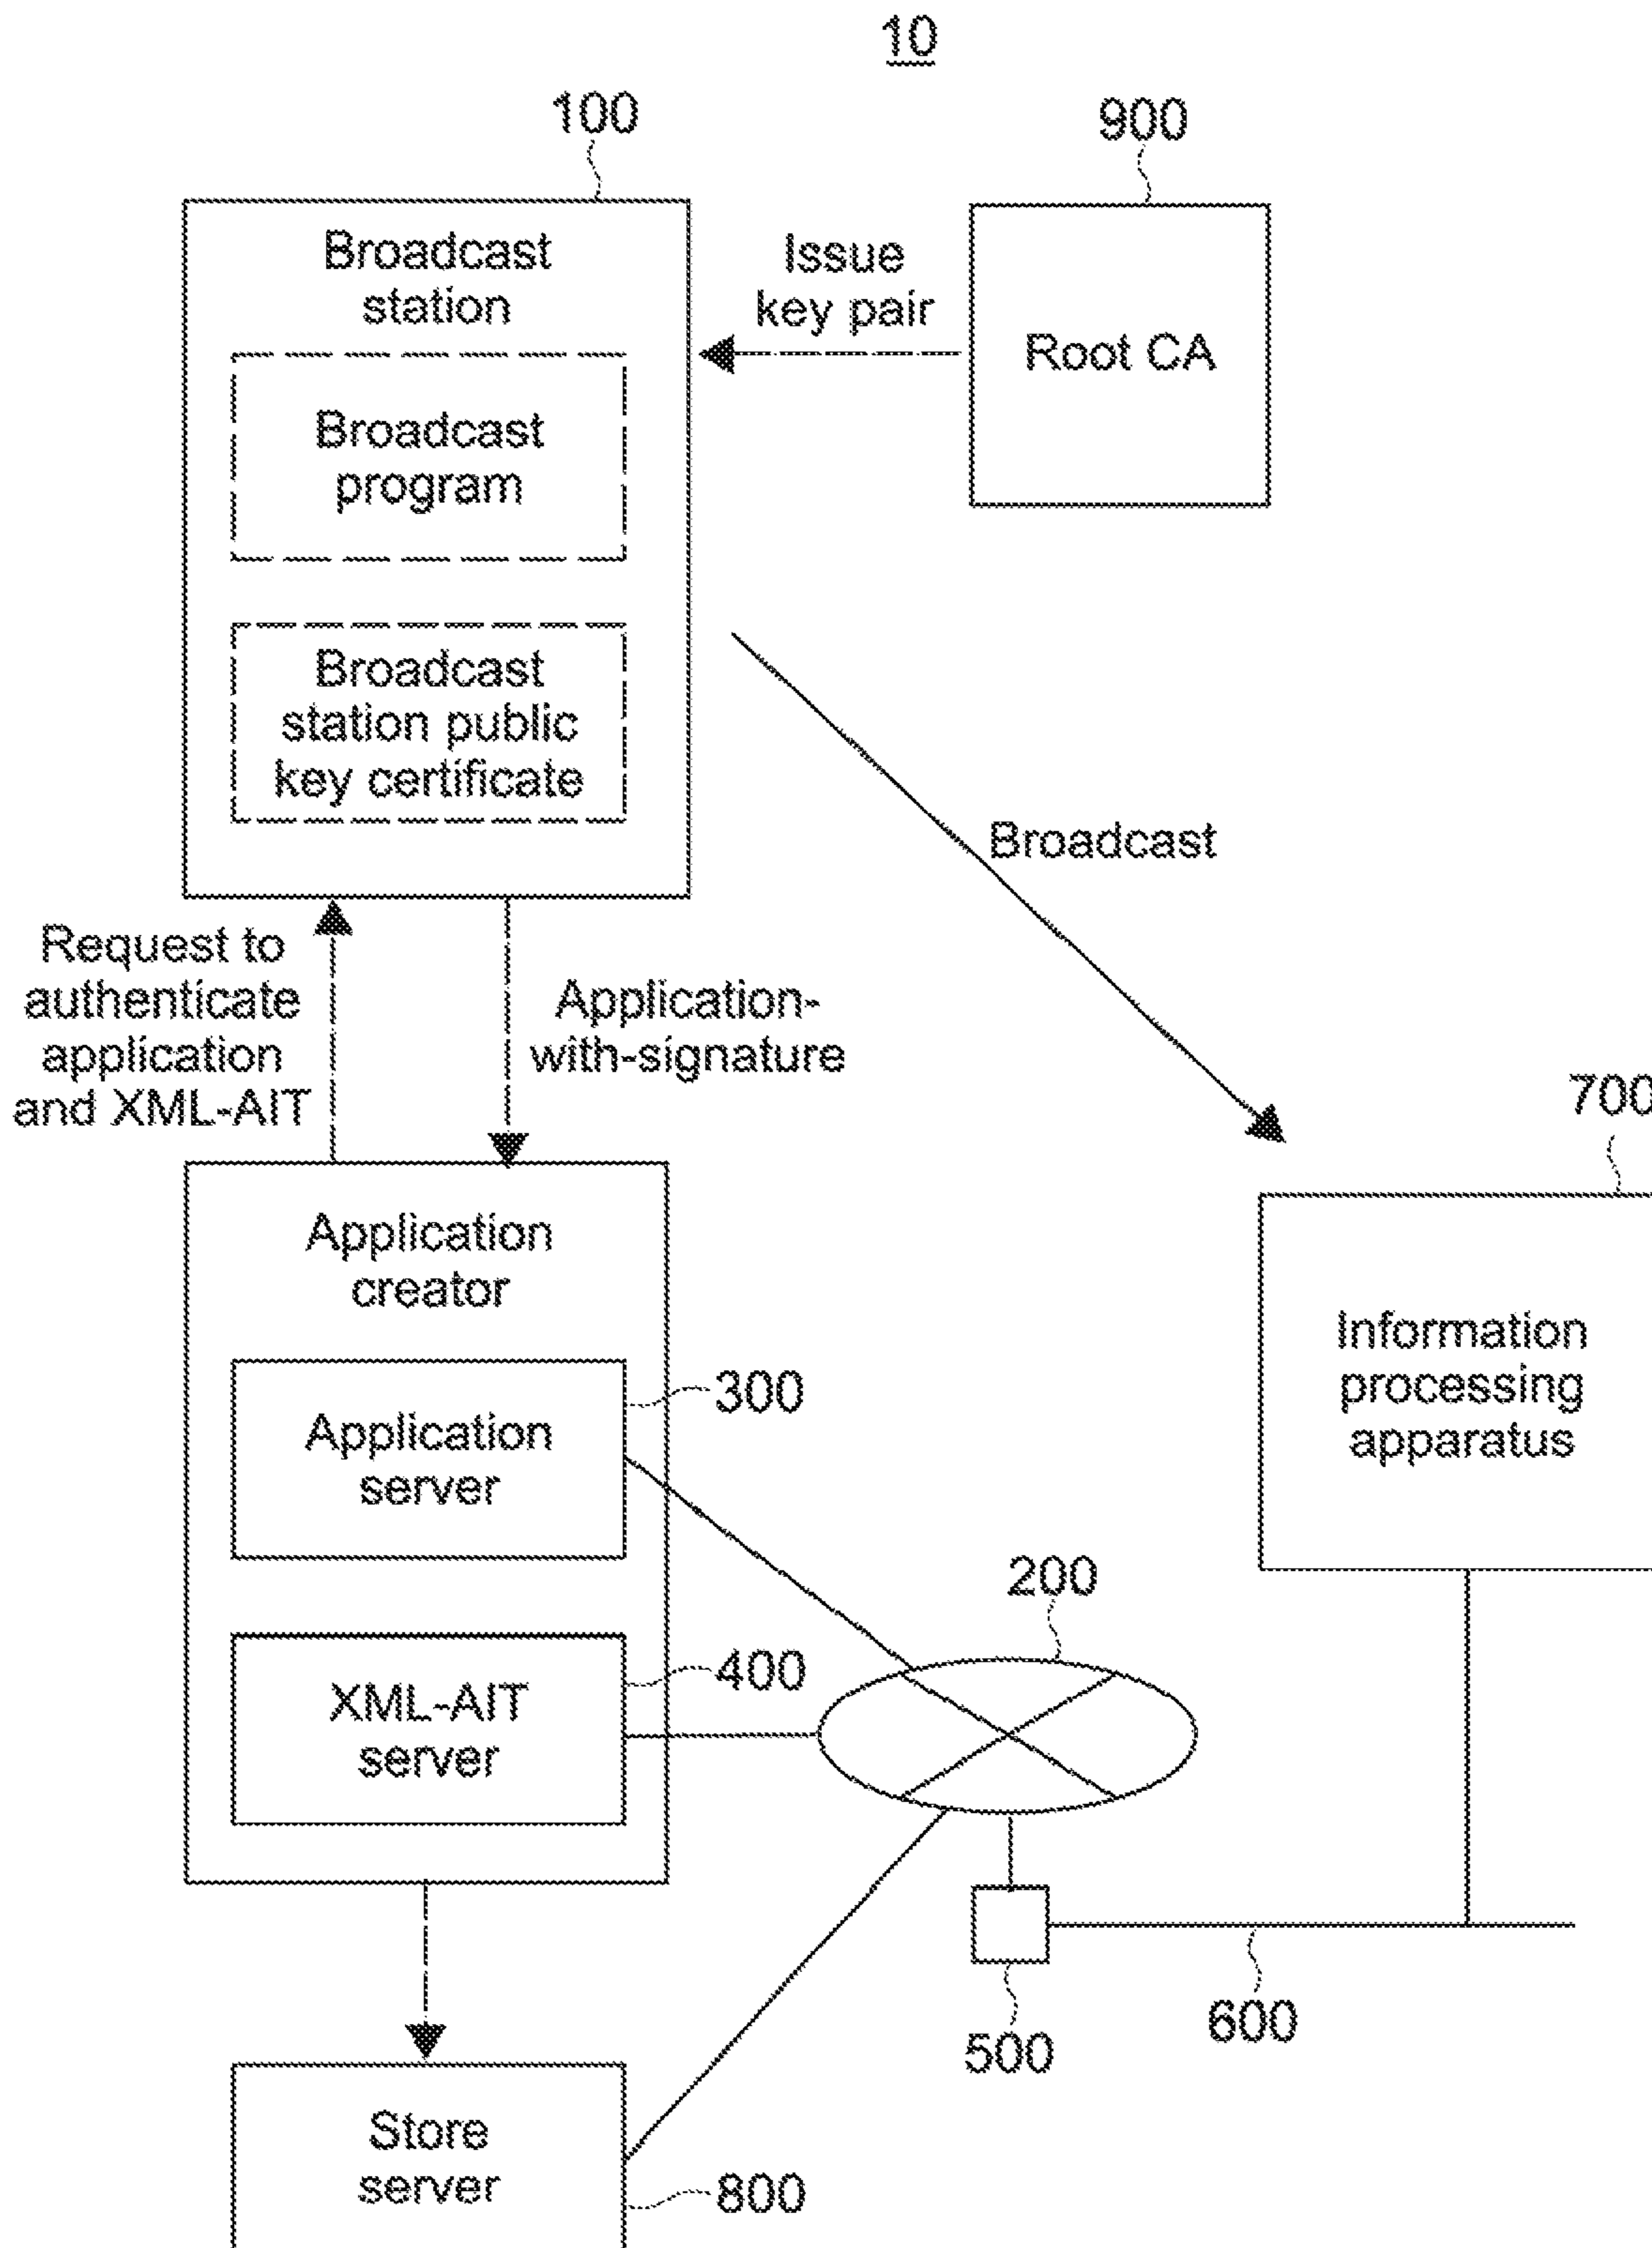 10
100
900
Broadcast
station
Issue
key pair
Root CA
Broadcast
program
Broadcast
station public
key certificate
Broadcast
Request to
authenticate
application
and XML-AIT
Application-
with-signature
700
Application
creator
Information
processing
apparatus
300
Application
server
200
400
XML-AIT
server
500
600
Store
server
800